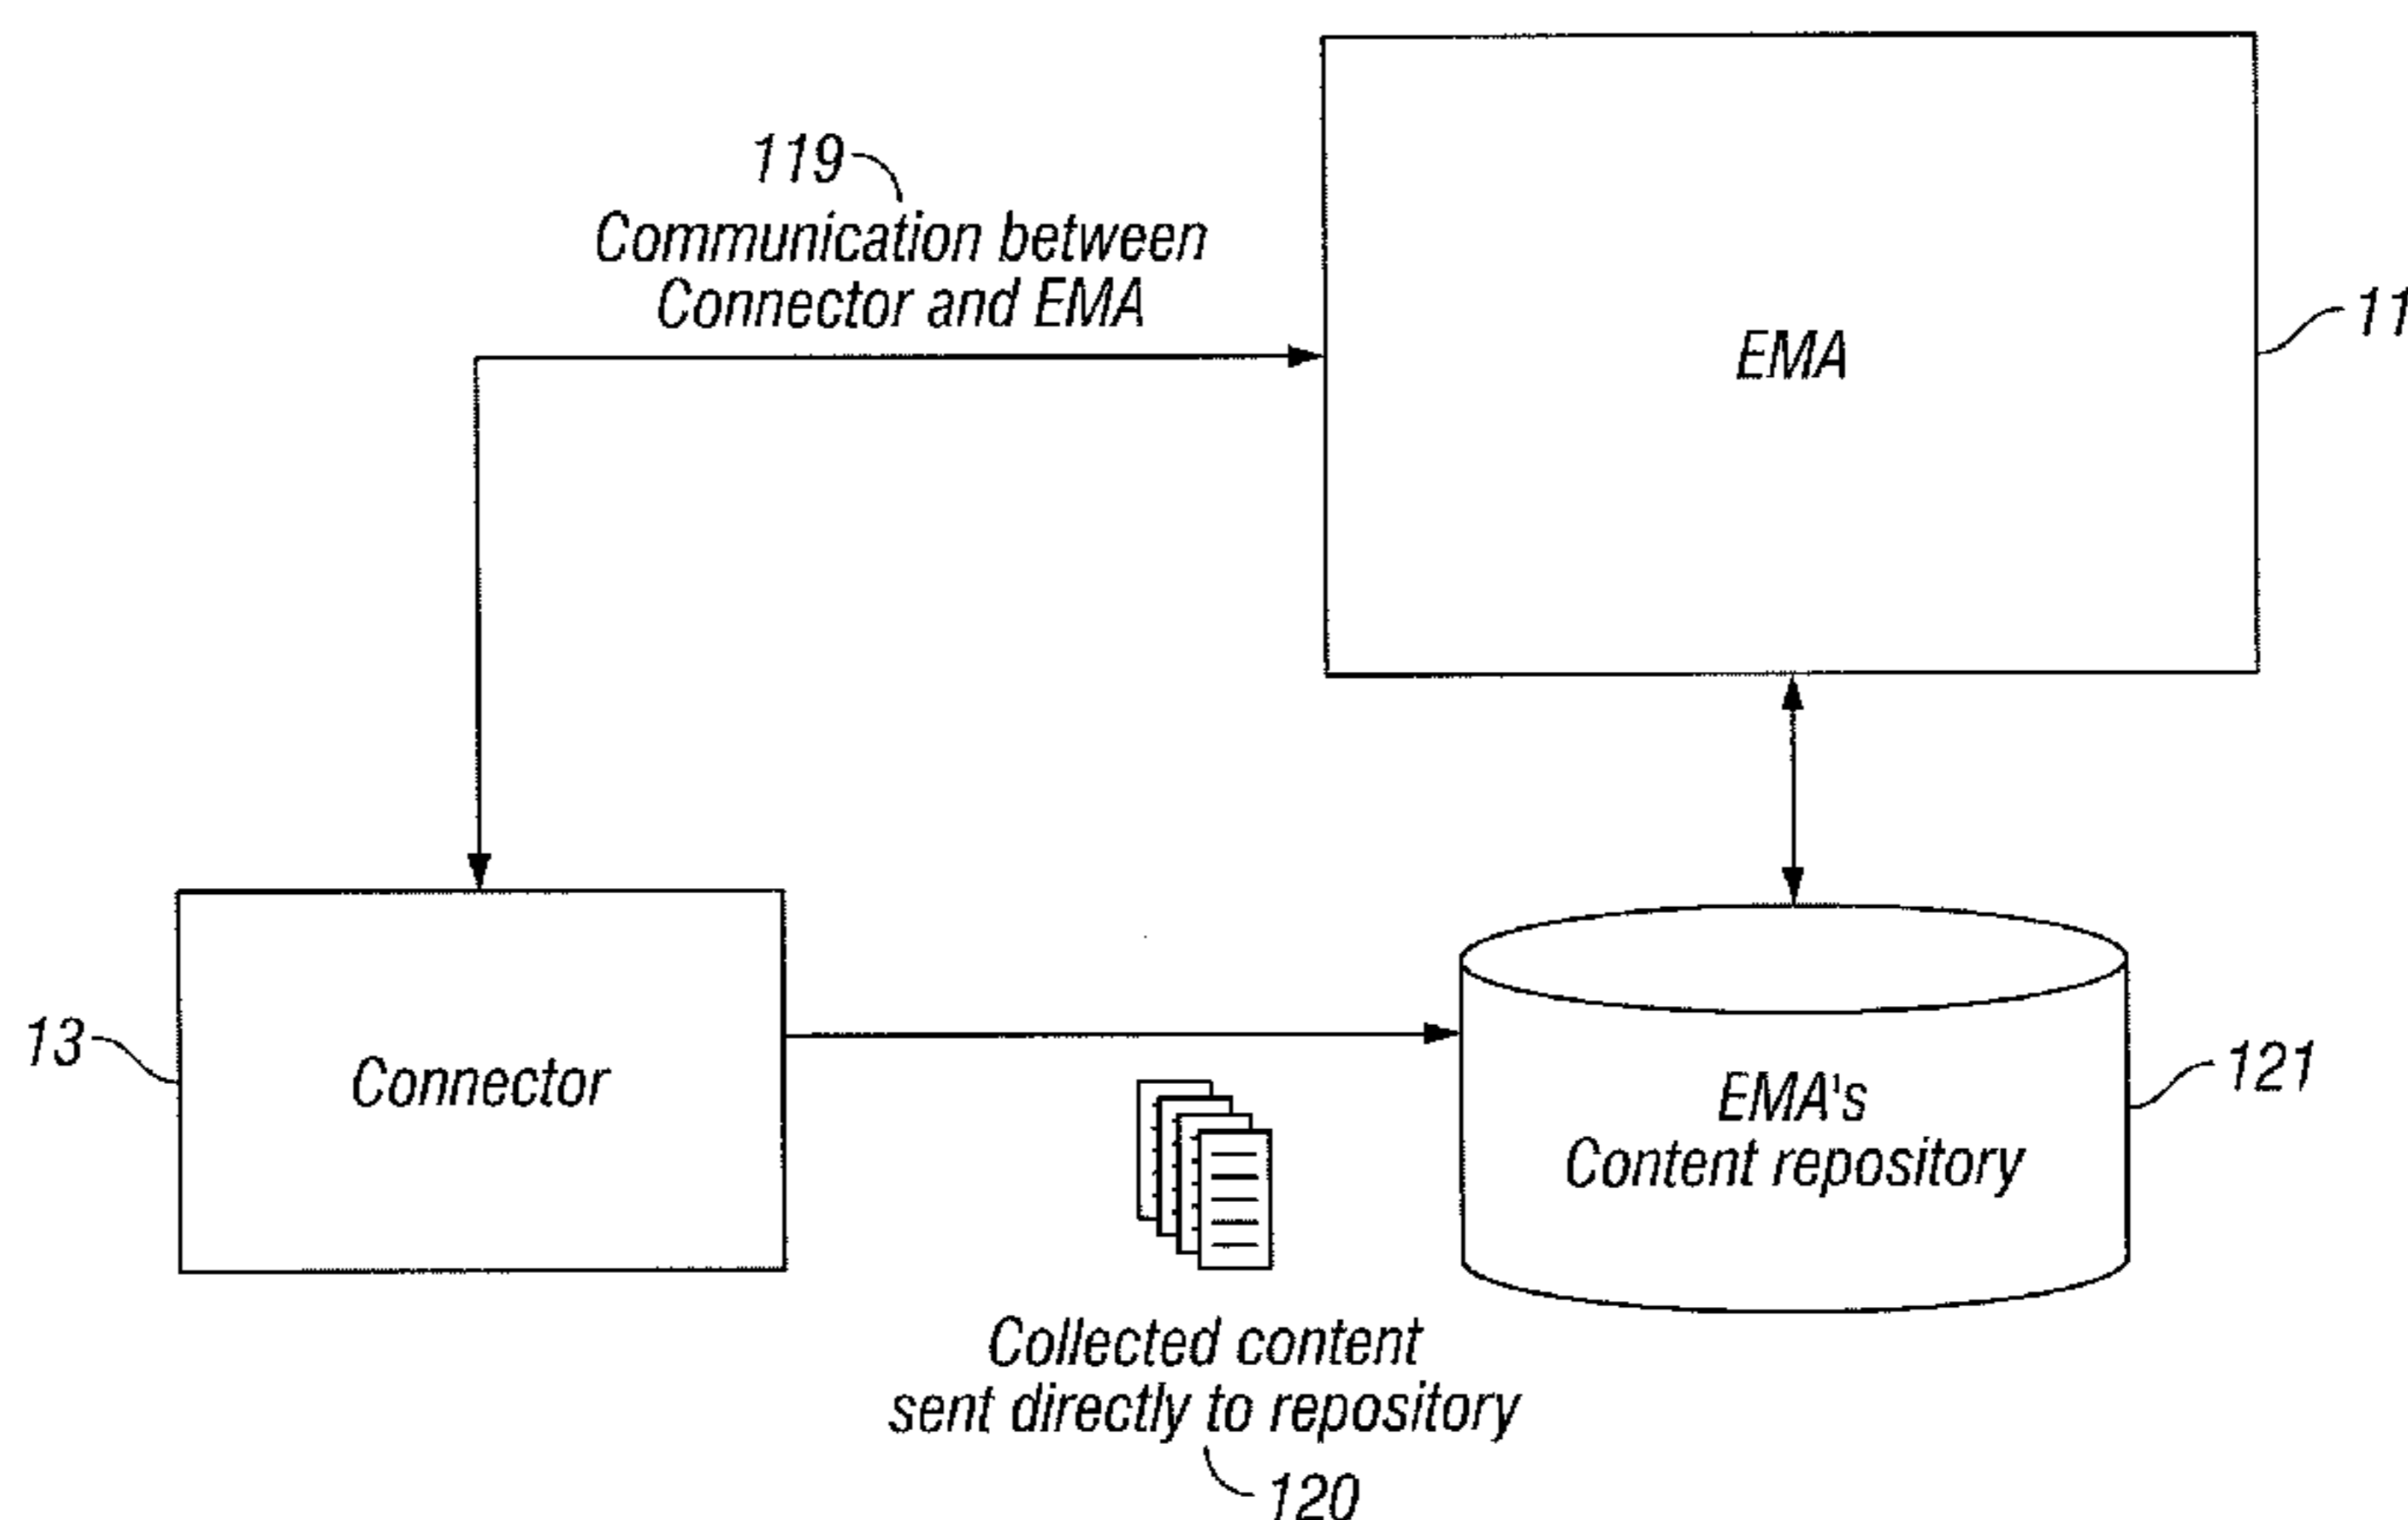 119
Communication between
Connector and EMA
EMA
11
13
Connector
EMA's
Content repository
121
Collected content
sent directly to repository
120